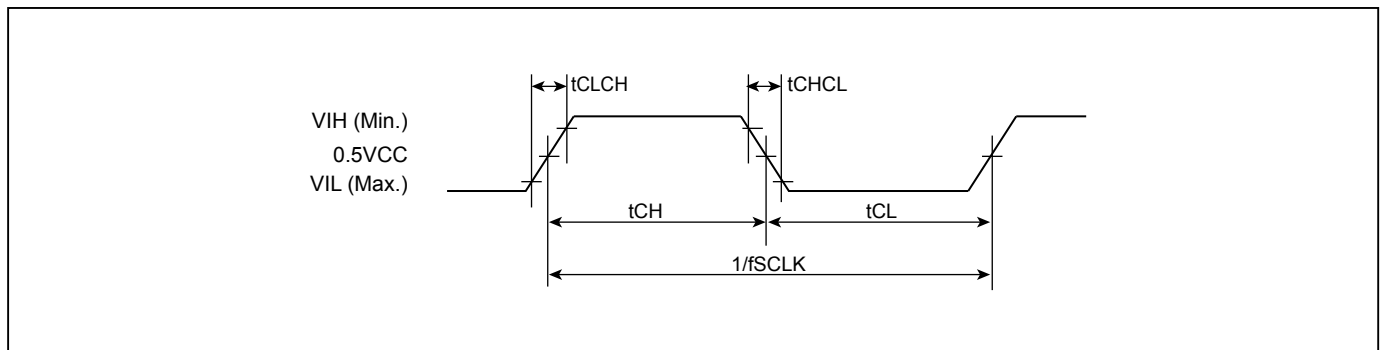 tCLCH
tCHCL
VIH (Min.)
0.5VCC
VIL (Max.)
tCH
tCL
1/fSCLK